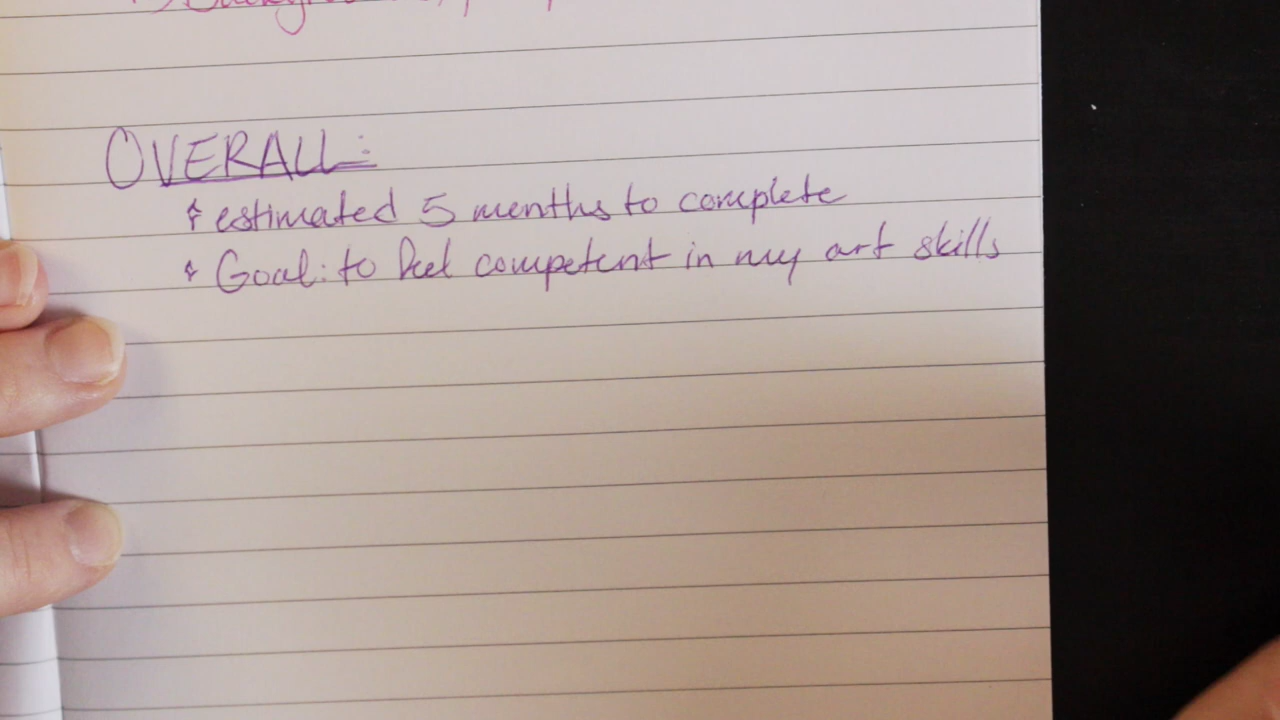 OVERALL:
estimated 5 months to complete
Goal: to feel competent in my art skills